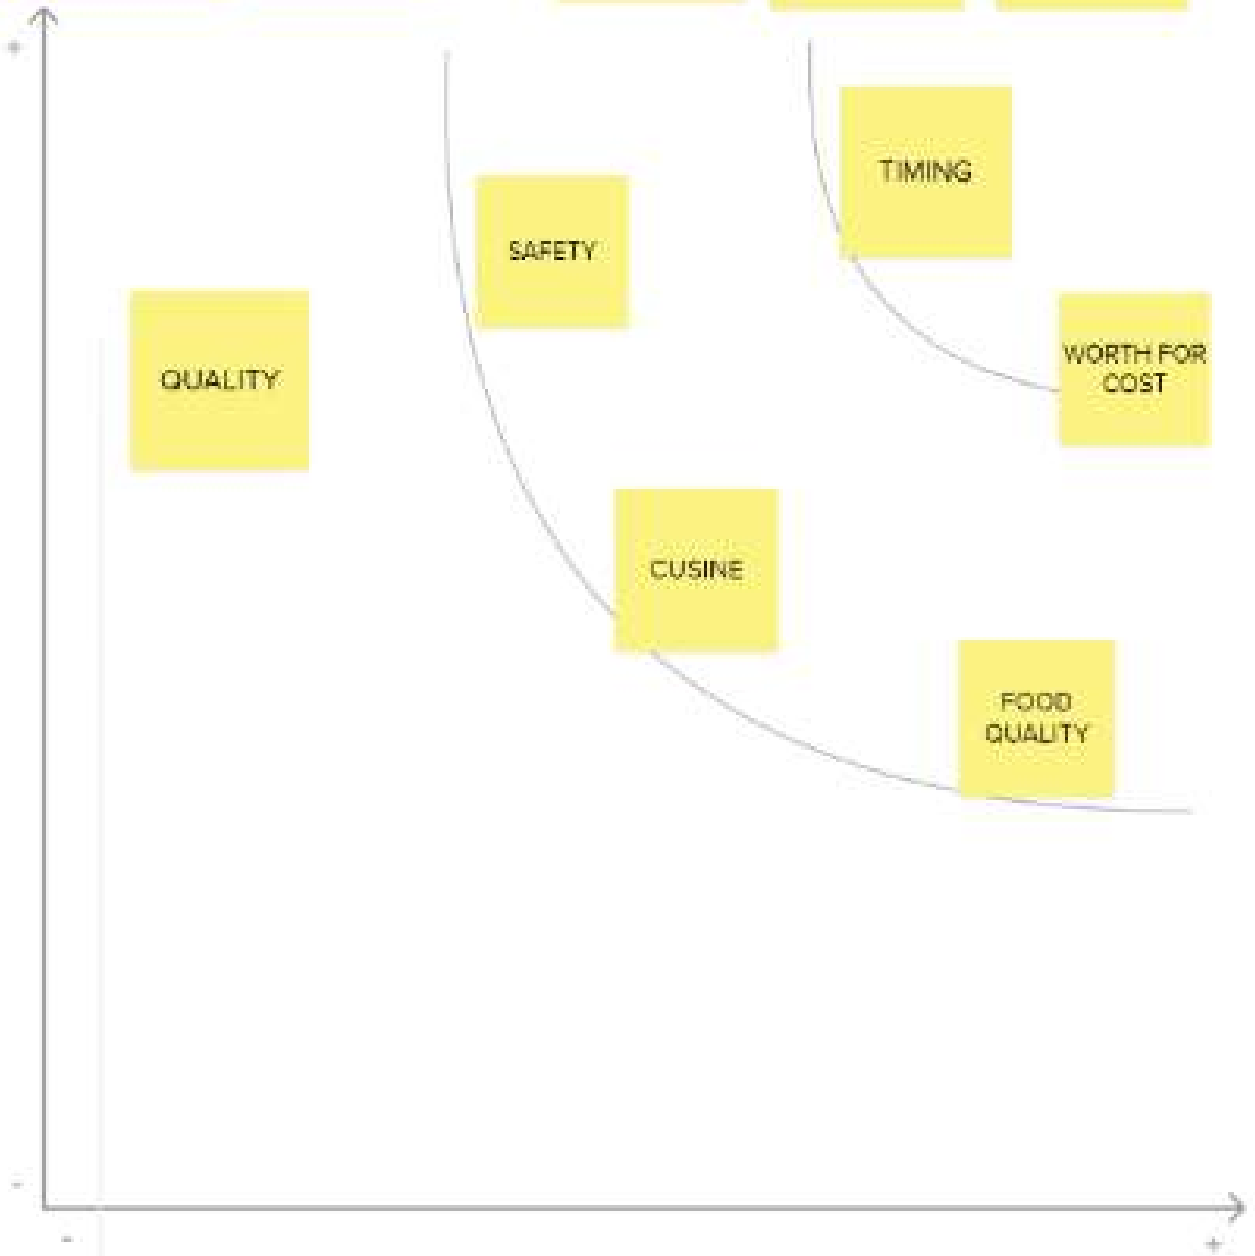 +
TIMING
SAFETY
WORTH FOR
COST
QUALITY
CUSINE
FOOD
QUALITY
-
-
+